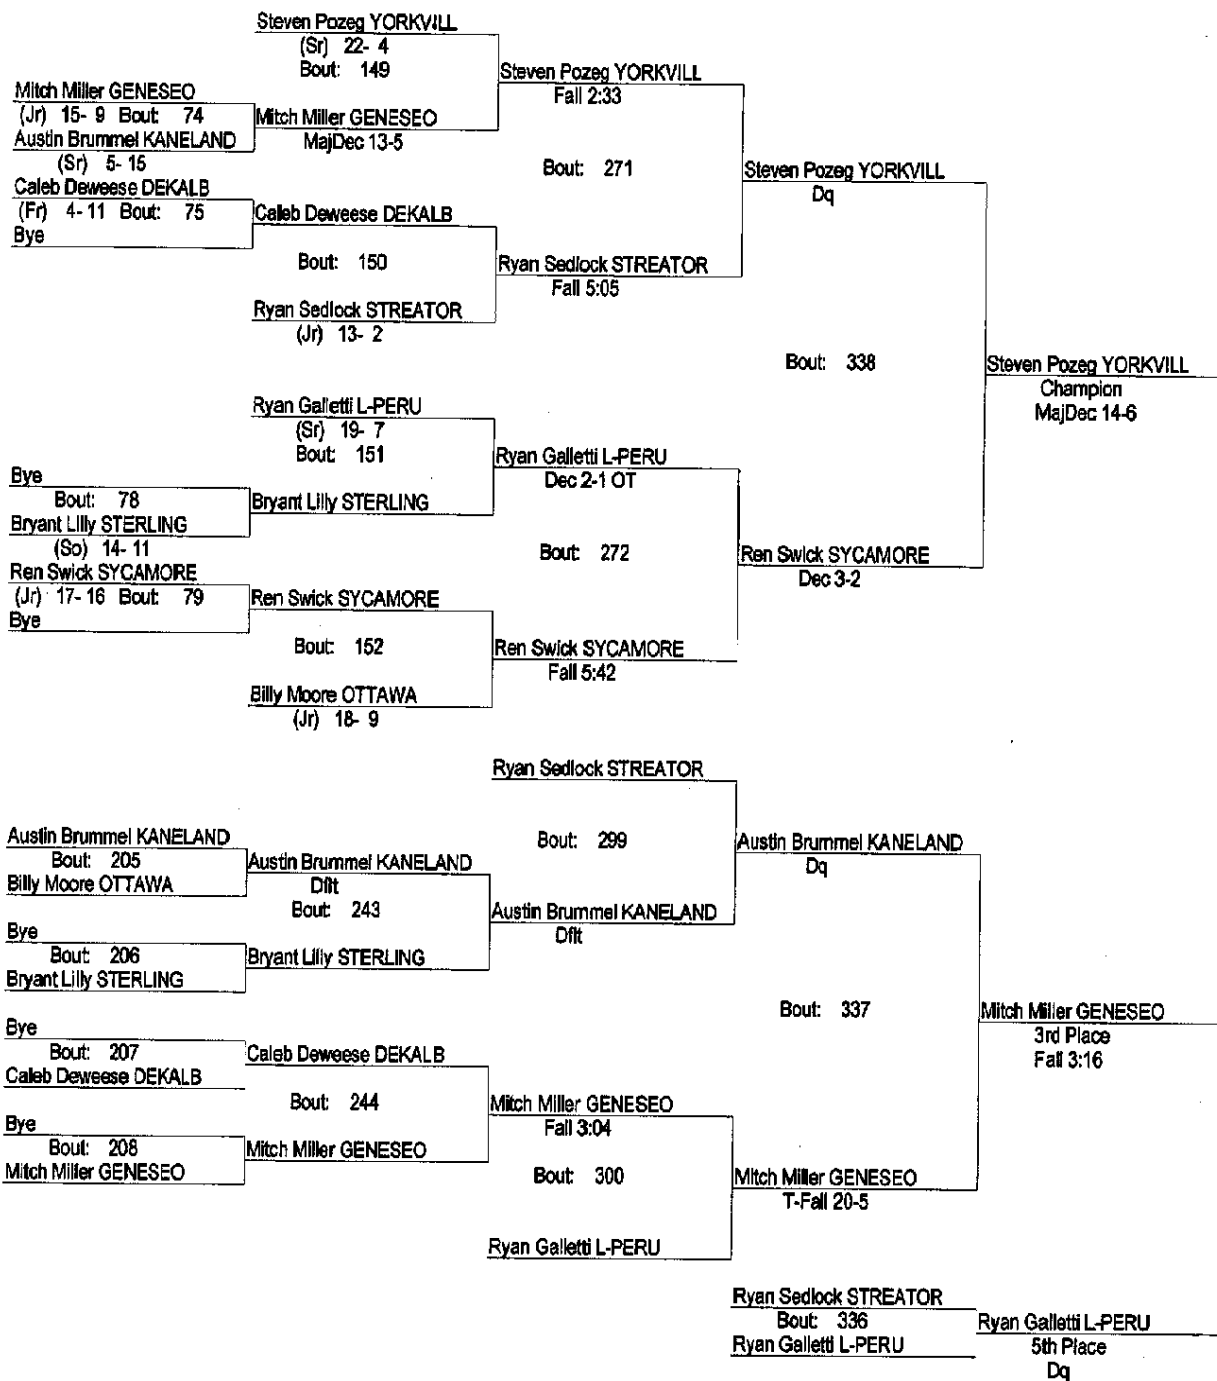 Steven Pozeg YORKVILL
(Sr) 22- 4
Bout: 149
Steven Pozeg YORKVILL
Fall 2:33
Mitch Miller GENESEO
(Jr) 15- 9 Bout: 74
Mitch Miller GENESEO
MajDec 13-5
Austin Brummel KANELAND
(Sr) 5- 15
Bout: 271
Steven Pozeg YORKVILL
Dq
Caleb Deweese DEKALB
(Fr) 4- 11 Bout: 75
Caleb Deweese DEKALB
Bye
Bout: 150
Ryan Sedlock STREATOR
Fall 5:05
Ryan Sedlock STREATOR
(Jr) 13- 2
Bout: 338
Steven Pozeg YORKVILL
Champion
MajDec 14-6
Ryan Galletti L-PERU
(Sr) 19- 7
Bout: 151
Ryan Galletti L-PERU
Dec 2-1 OT
Bye
Bout: 78
Bryant Lilly STERLING
Bryant Lilly STERLING
(So) 14- 11
Bout: 272
Ren Swick SYCAMORE
Dec 3-2
Ren Swick SYCAMORE
(Jr) 17- 16 Bout: 79
Ren Swick SYCAMORE
Bye
Bout: 152
Ren Swick SYCAMORE
Fall 5:42
Billy Moore OTTAWA
(Jr) 18- 9
Ryan Sedlock STREATOR
Austin Brummel KANELAND
Bout: 205
Billy Moore OTTAWA
Austin Brummel KANELAND
Dflt
Bout: 299
Austin Brummel KANELAND
Dq
Bout: 243
Austin Brummel KANELAND
Dflt
Bye
Bout: 206
Bryant Lilly STERLING
Bryant Lilly STERLING
Bout: 337
Mitch Miller GENESEO
3rd Place
Fall 3:16
Bye
Bout: 207
Caleb Deweese DEKALB
Caleb Deweese DEKALB
Bout: 244
Mitch Miller GENESEO
Fall 3:04
Bye
Bout: 208
Mitch Miller GENESEO
Mitch Miller GENESEO
Bout: 300
Mitch Miller GENESEO
T-Fall 20-5
Ryan Galletti L-PERU
Ryan Sedlock STREATOR
Bout: 336
Ryan Galletti L-PERU
Ryan Galletti L-PERU
5th Place
Dq